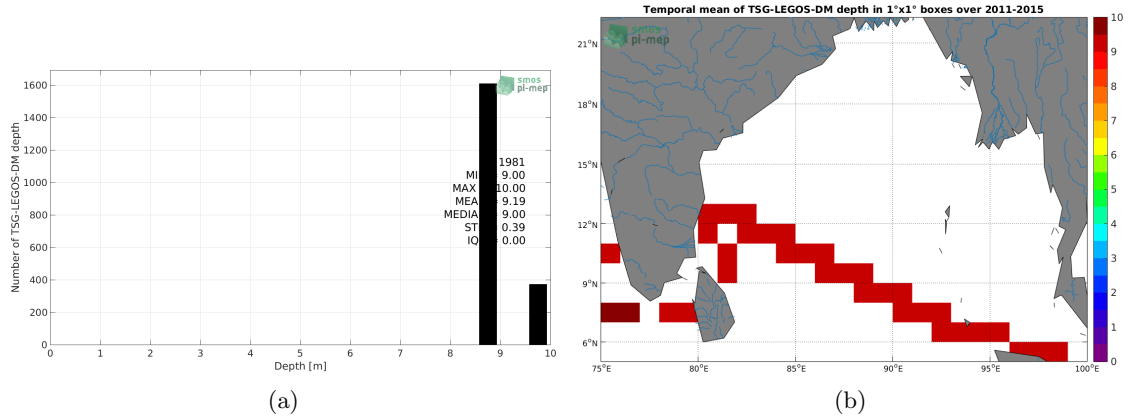 Temporal mean of TSG-LEGOS-DM depth in 1°x1° boxes over 2011-2015
smos
pi-mep
Number of TSG-LEGOS-DM depth
1600
1400
1200
1000
800
600
400
200
0
0 1 2 3 4 5 6 7 8 9 10
Depth [m]
smos
pi-mep
1981
9.00
MAX 10.00
9.19
9.00
0.39
0.00
(a)
21°N
18°N
15°N
12°N
9°N
6°N
75°E 80°E 85°E 90°E 95°E 100°E
10
9
8
7
6
5
4
3
2
1
0
(b)